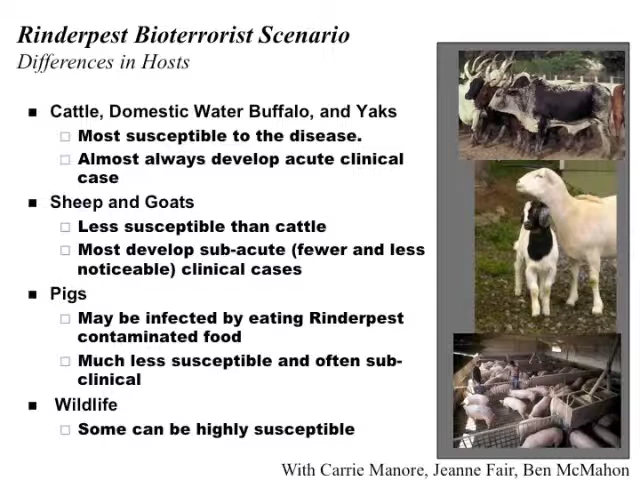 Rinderpest Bioterrorist Scenario
Differences in Hosts
Cattle, Domestic Water Buffalo, and Yaks
Most susceptible to the disease.
Almost always develop acute clinical
case
Sheep and Goats
Less susceptible than cattle
Most develop sub-acute (fewer and less
noticeable) clinical cases
Pigs
May be infected by eating Rinderpest
contaminated food
Much less susceptible and often sub-
clinical
Wildlife
Some can be highly susceptible
With Carrie Manore, Jeanne Fair, Ben McMahon